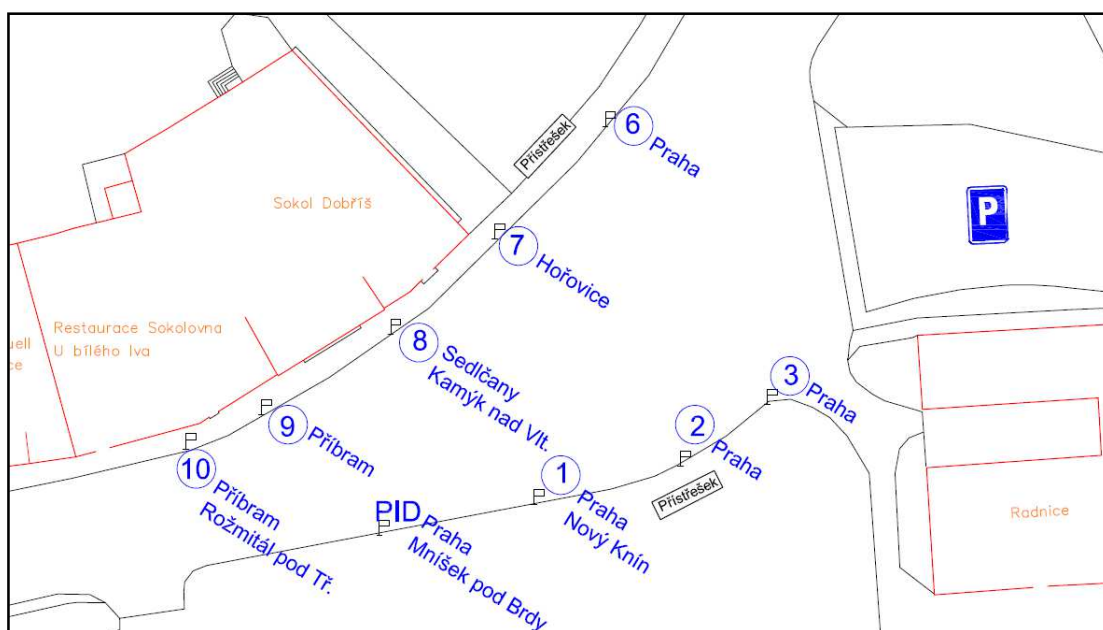 Přístřešek
6
Praha
Sokol Dobříš
7
Hořovice
P
Restaurace Sokolovna
U bílého lva
uell
ce
8
Sedlčany
Kamýk nad Vlt.
3
Praha
9
Příbram
2
Praha
Přístřešek
10
Příbram
Rožmitál pod Tř.
PID
Praha
Mníšek pod Brdy
1
Praha
Nový Knín
Radnice